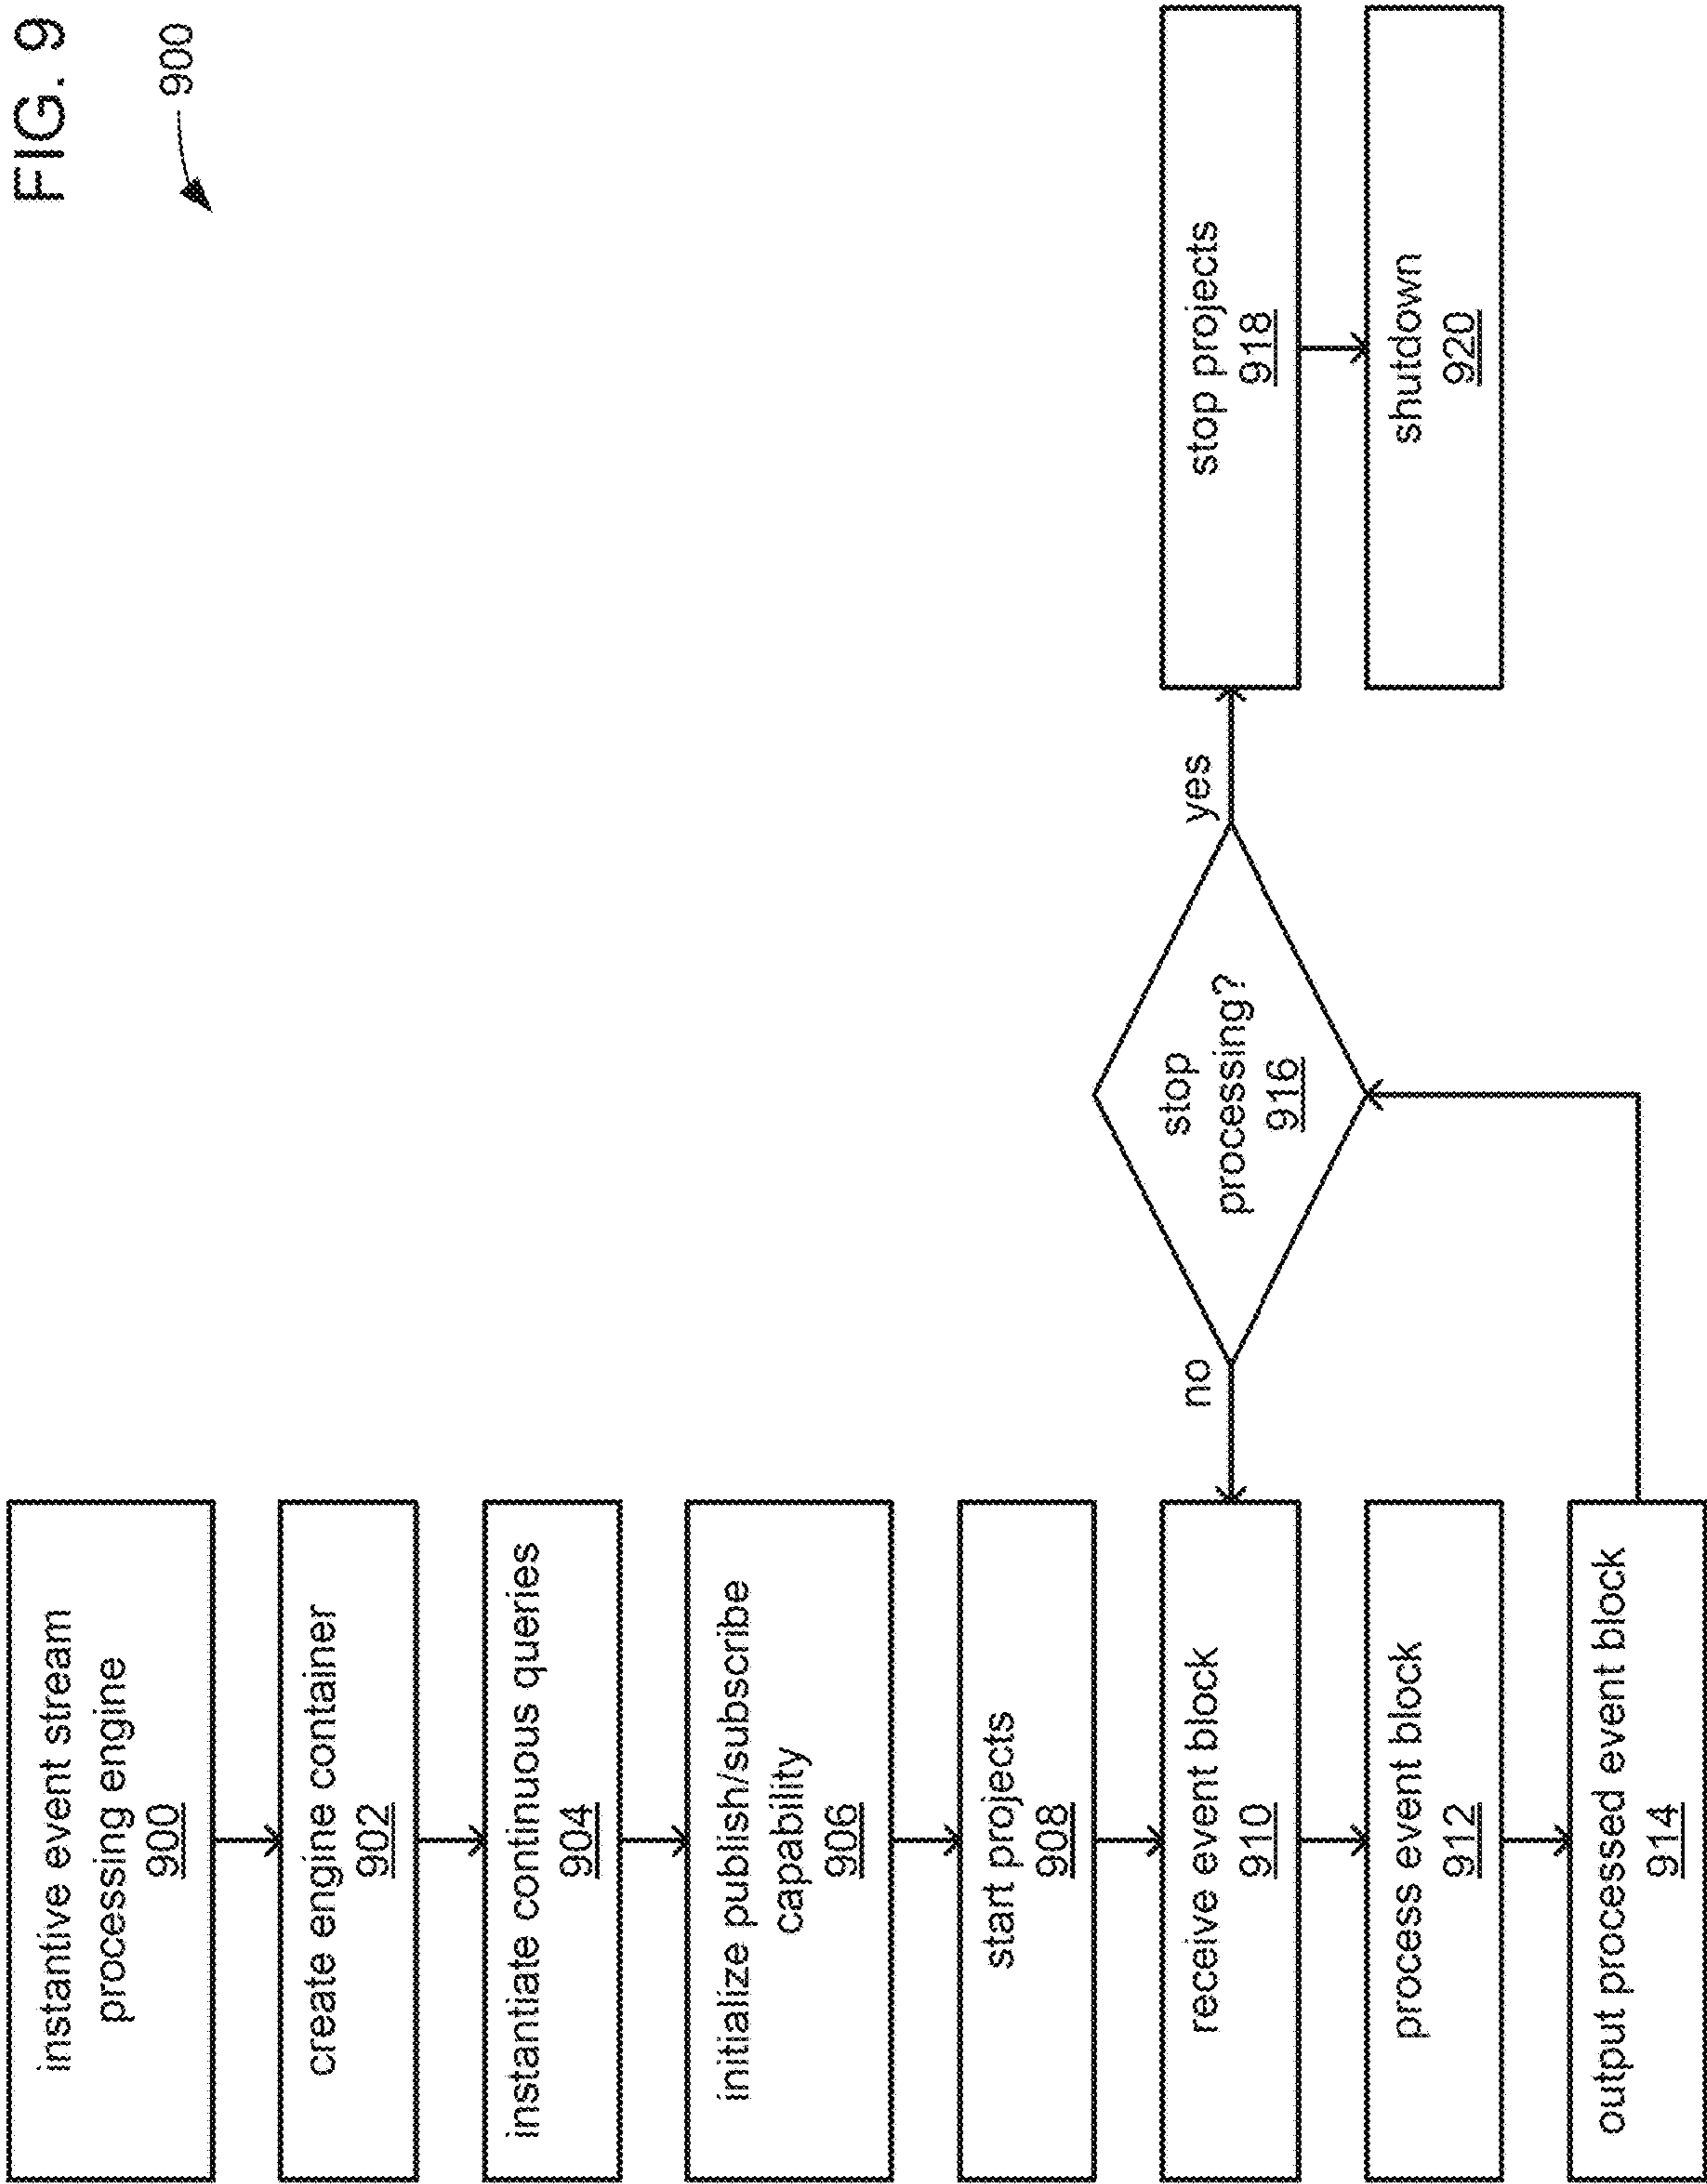 FIG. 9
900
instantive event stream
processing engine
900
create engine container
902
instantiate continuous queries
904
initialize publish/subscribe
capability
906
start projects
908
receive event block
910
process event block
912
output processed event block
914
stop
processing?
916
no
yes
stop projects
918
shutdown
920